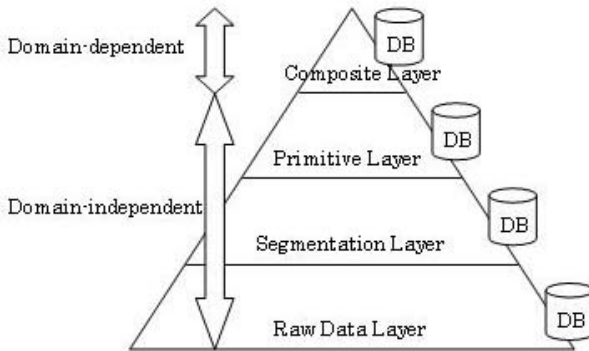 Domain-dependent
DB
Composite Layer
DB
Primitive Layer
Domain-independent
DB
Segmentation Layer
DB
Raw Data Layer